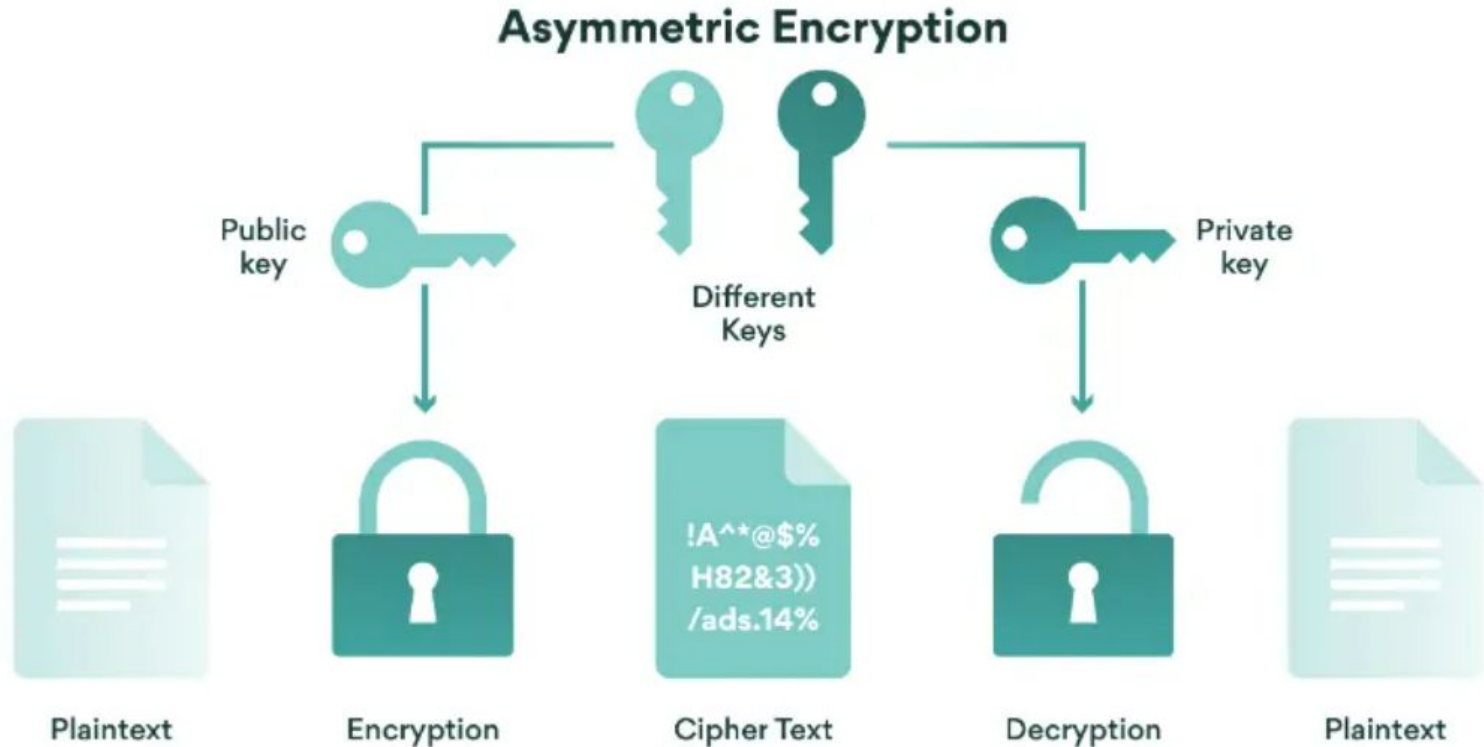 Asymmetric Encryption
Public
key
Different
Keys
Private
key
!A^*@$%
H82&3))
/ads.14%
Plaintext
Encryption
Cipher Text
Decryption
Plaintext